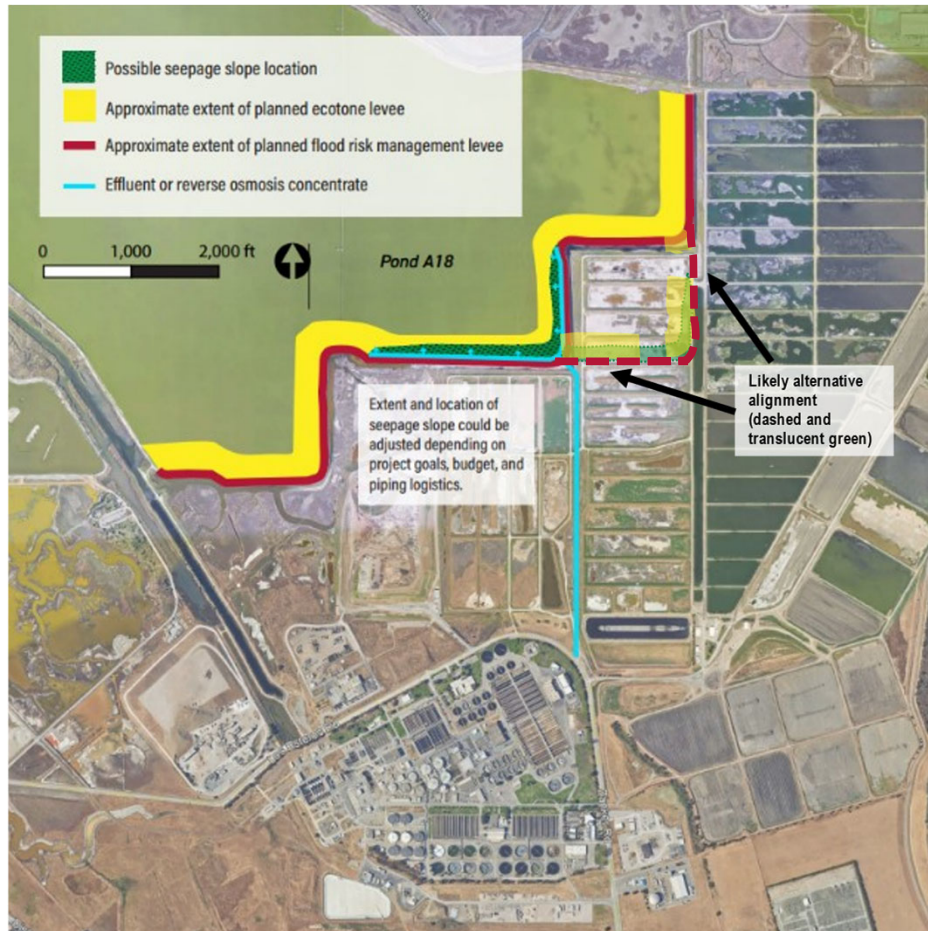 Possible seepage slope location
Approximate extent of planned ecotone levee
Approximate extent of planned flood risk management levee
Effluent or reverse osmosis concentrate
0 1,000 2,000 ft
Pond A18
Likely alternative
alignment
(dashed and
translucent green)
Extent and location of
seepage slope could be
adjusted depending on
project goals, budget, and
piping logistics.